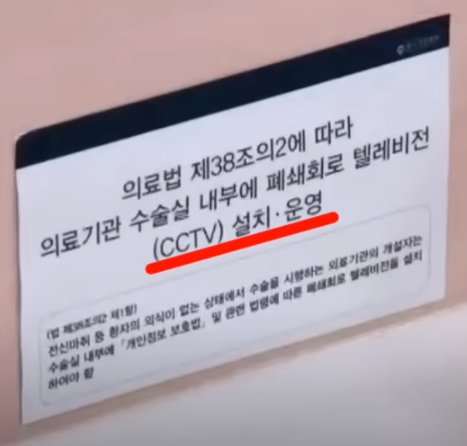 의료법 제38조의2에 따라
의료기관 수술실 내부에 폐쇄회로 텔레비전
(CCTV) 설치·운영
(법 제38조의2 제1항)
전신마취 등 환자의 의식이 없는 상태에서 수술을 시행하는 의료기관의 개설자는
수술실 내부에 「개인정보 보호법」 및 관련 법령에 따른 폐쇄회로 텔레비전을 설치
하여야 함